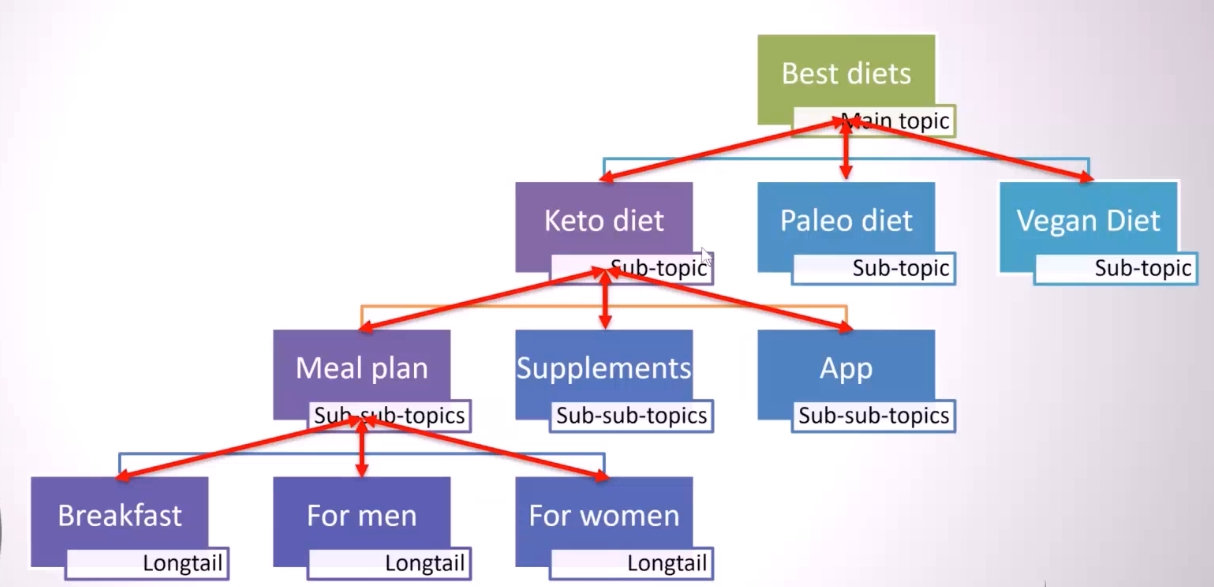 Best diets
Main topic
Keto diet
Sub-topic
Paleo diet
Sub-topic
Vegan Diet
Sub-topic
Meal plan
Sub-sub-topics
Supplements
Sub-sub-topics
App
Sub-sub-topics
Breakfast
Longtail
For men
Longtail
For women
Longtail